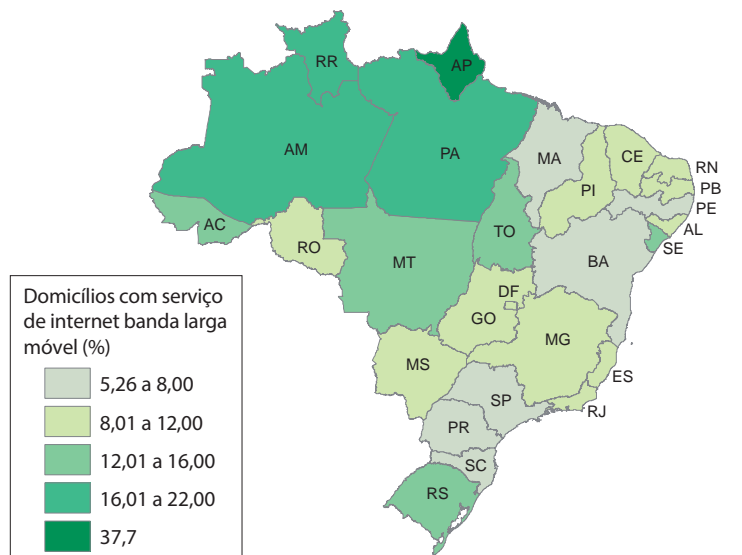 RR
AP
AM
PA
MA
CE
RN
PB
PE
AL
SE
PI
AC
RO
TO
MT
BA
DF
GO
MG
MS
ES
RJ
SP
PR
SC
RS
Domicílios com serviço
de internet banda larga
móvel (%)
5,26 a 8,00
8,01 a 12,00
12,01 a 16,00
16,01 a 22,00
37,7